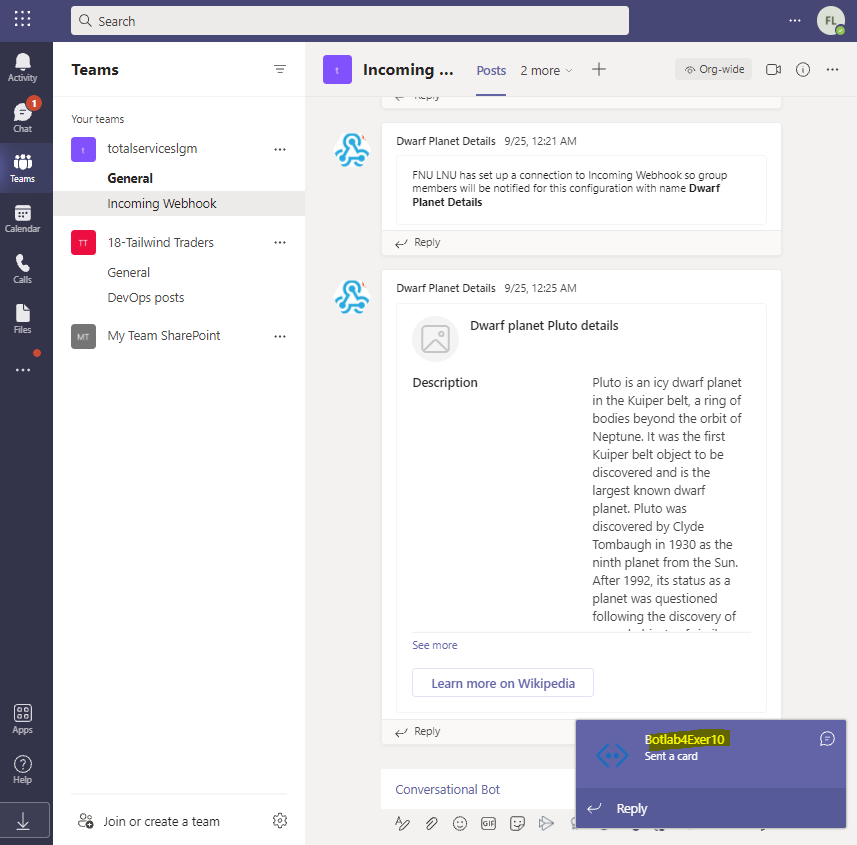 Search
FL
Activity
1
Chat
Teams
Calendar
Calls
Files
Apps
Help
Teams
Your teams
t
totalserviceslgm
General
Incoming Webhook
TT
18-Tailwind Traders
General
DevOps posts
MT
My Team SharePoint
Join or create a team
t
Incoming ...
Posts
2 more
Org-wide
Reply
Dwarf Planet Details 9/25, 12:21 AM
FNU LNU has set up a connection to Incoming Webhook so group
members will be notified for this configuration with name Dwarf
Planet Details
Reply
Dwarf Planet Details 9/25, 12:25 AM
Dwarf planet Pluto details
Description
Pluto is an icy dwarf planet
in the Kuiper belt, a ring of
bodies beyond the orbit of
Neptune. It was the first
Kuiper belt object to be
discovered and is the
largest known dwarf
planet. Pluto was
discovered by Clyde
Tombaugh in 1930 as the
ninth planet from the Sun.
After 1992, its status as a
planet was questioned
following the discovery of
See more
Learn more on Wikipedia
Reply
Conversational Bot
GIF
Botlab4Exer10
Sent a card
Reply